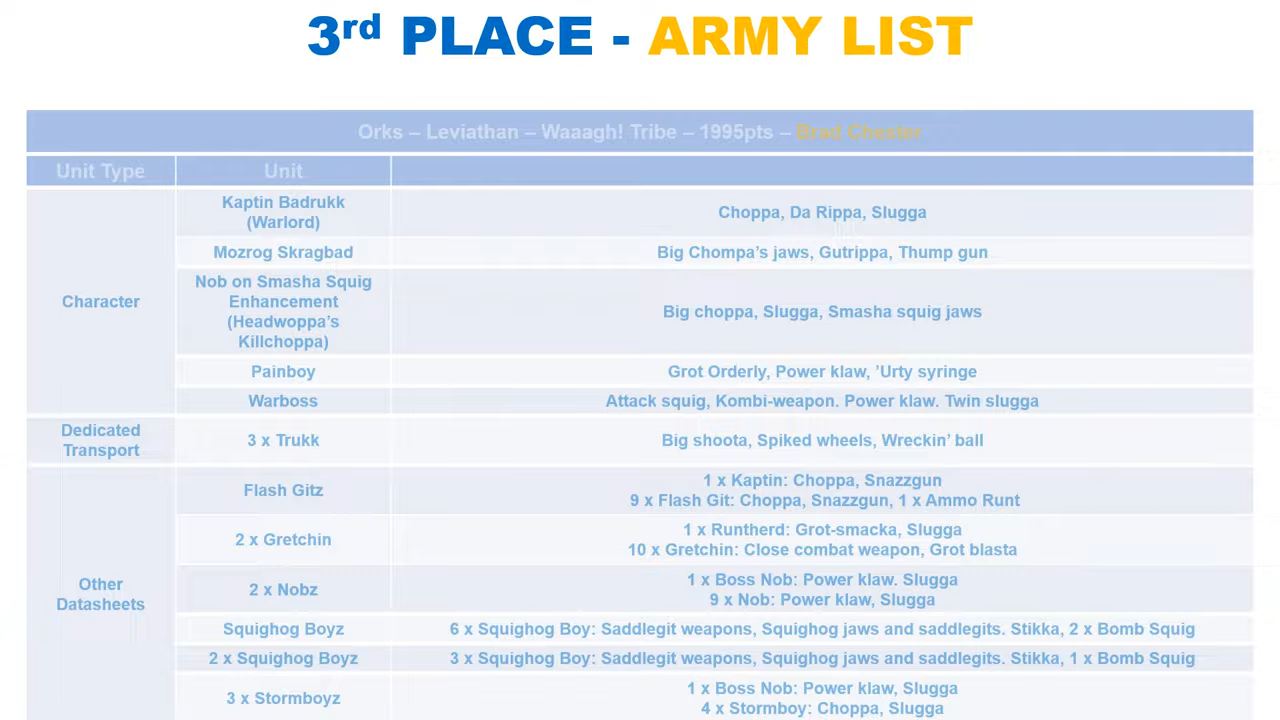 3rd PLACE - ARMY LIST
Orks – Leviathan – Waaagh! Tribe – 1995pts – Brad Chester
Unit Type
Unit
Character
Kaptin Badrukk
(Warlord)
Choppa, Da Rippa, Slugga
Mozrog Skragbad
Big Chompa's jaws, Gutrippa, Thump gun
Nob on Smasha Squig
Enhancement
(Headwoppa's
Killchoppa)
Big choppa, Slugga, Smasha squig jaws
Painboy
Grot Orderly, Power klaw, 'Urty syringe
Warboss
Attack squig, Kombi-weapon. Power klaw. Twin slugga
Dedicated
Transport
3 x Trukk
Big shoota, Spiked wheels, Wreckin' ball
Other
Datasheets
Flash Gitz
1 x Kaptin: Choppa, Snazzgun
9 x Flash Git: Choppa, Snazzgun, 1 x Ammo Runt
2 x Gretchin
1 x Runtherd: Grot-smacka, Slugga
10 x Gretchin: Close combat weapon, Grot blasta
2 x Nobz
1 x Boss Nob: Power klaw. Slugga
9 x Nob: Power klaw, Slugga
Squighog Boyz
6 x Squighog Boy: Saddlegit weapons, Squighog jaws and saddlegits. Stikka, 2 x Bomb Squig
2 x Squighog Boyz
3 x Squighog Boy: Saddlegit weapons, Squighog jaws and saddlegits. Stikka, 1 x Bomb Squig
3 x Stormboyz
1 x Boss Nob: Power klaw, Slugga
4 x Stormboy: Choppa, Slugga